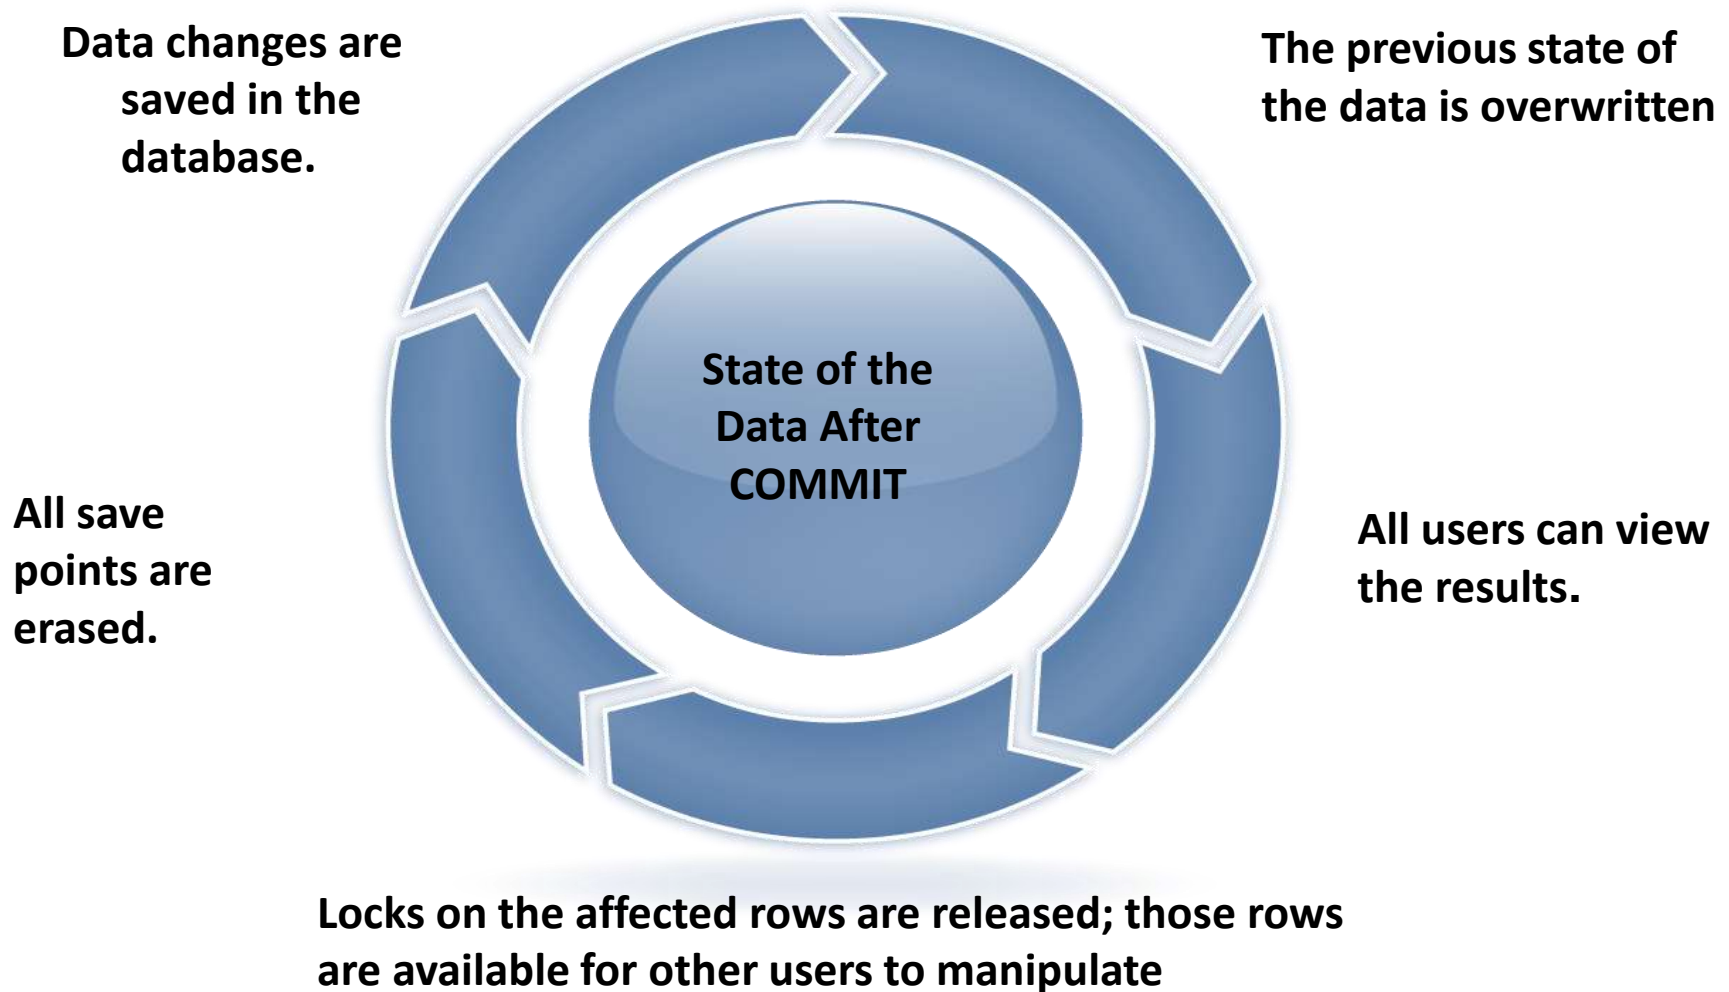 Data changes are
saved in the
database.
The previous state of
the data is overwritten
State of the
Data After
COMMIT
All save
points are
erased.
All users can view
the results.
Locks on the affected rows are released; those rows
are available for other users to manipulate